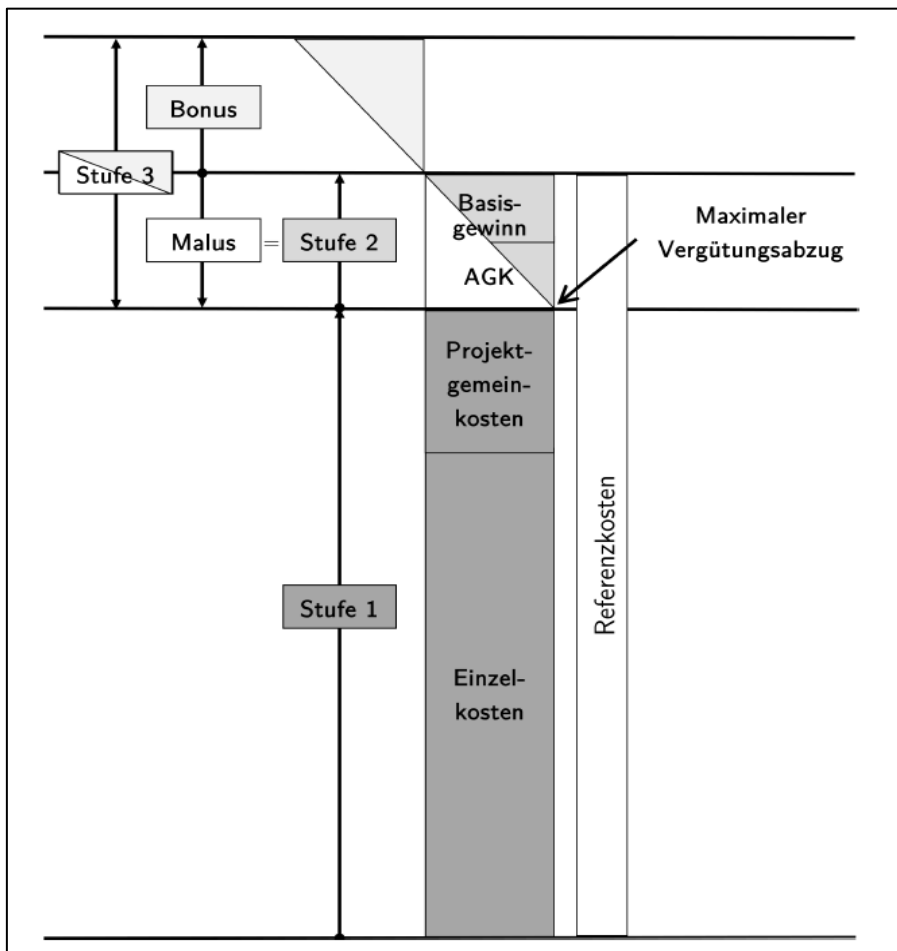 Bonus
Stufe 3
Malus = Stufe 2
Basis-
gewinn
AGK
Maximaler
Vergütungsabzug
Projekt-
gemein-
kosten
Stufe 1
Einzel-
kosten
Referenzkosten